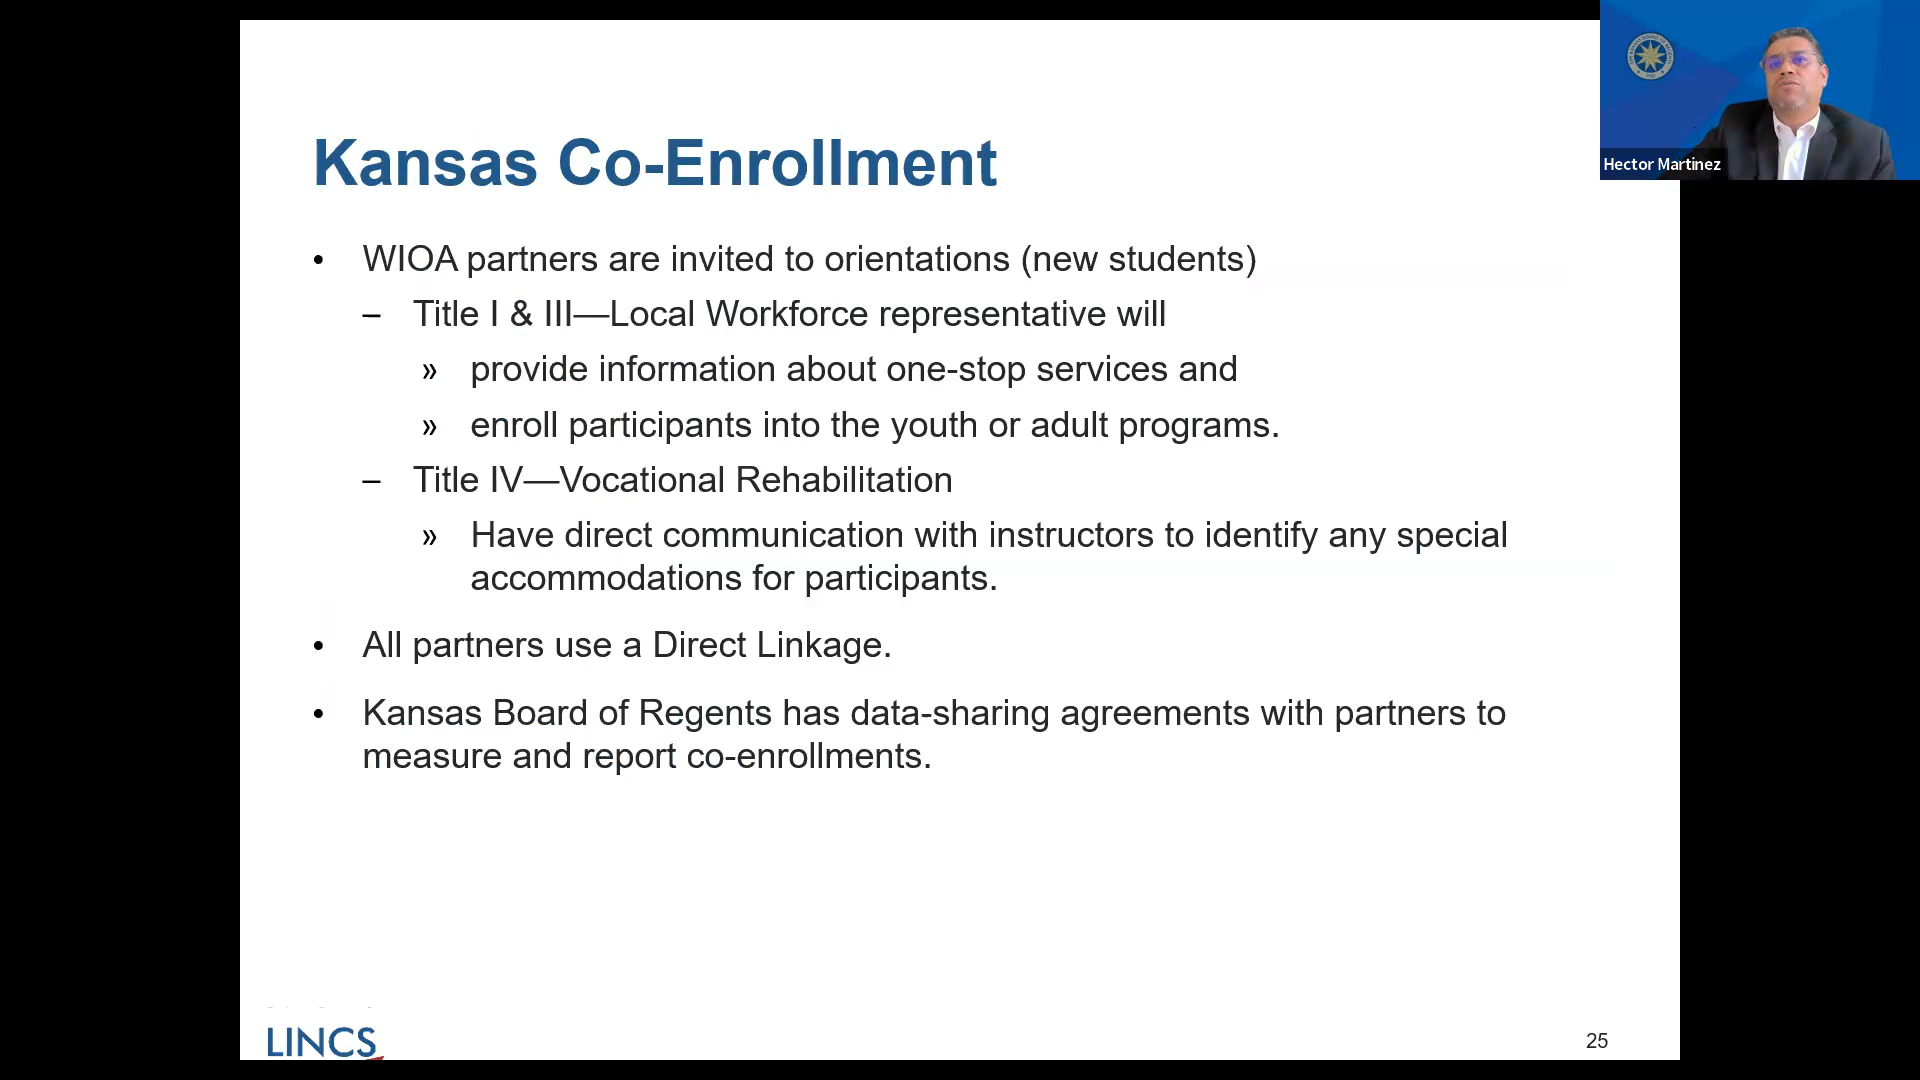 Kansas Co-Enrollment
• WIOA partners are invited to orientations (new students)
– Title I & III—Local Workforce representative will
» provide information about one-stop services and
» enroll participants into the youth or adult programs.
– Title IV—Vocational Rehabilitation
» Have direct communication with instructors to identify any special
accommodations for participants.
• All partners use a Direct Linkage.
• Kansas Board of Regents has data-sharing agreements with partners to
measure and report co-enrollments.
LINCS
25
Hector Martinez